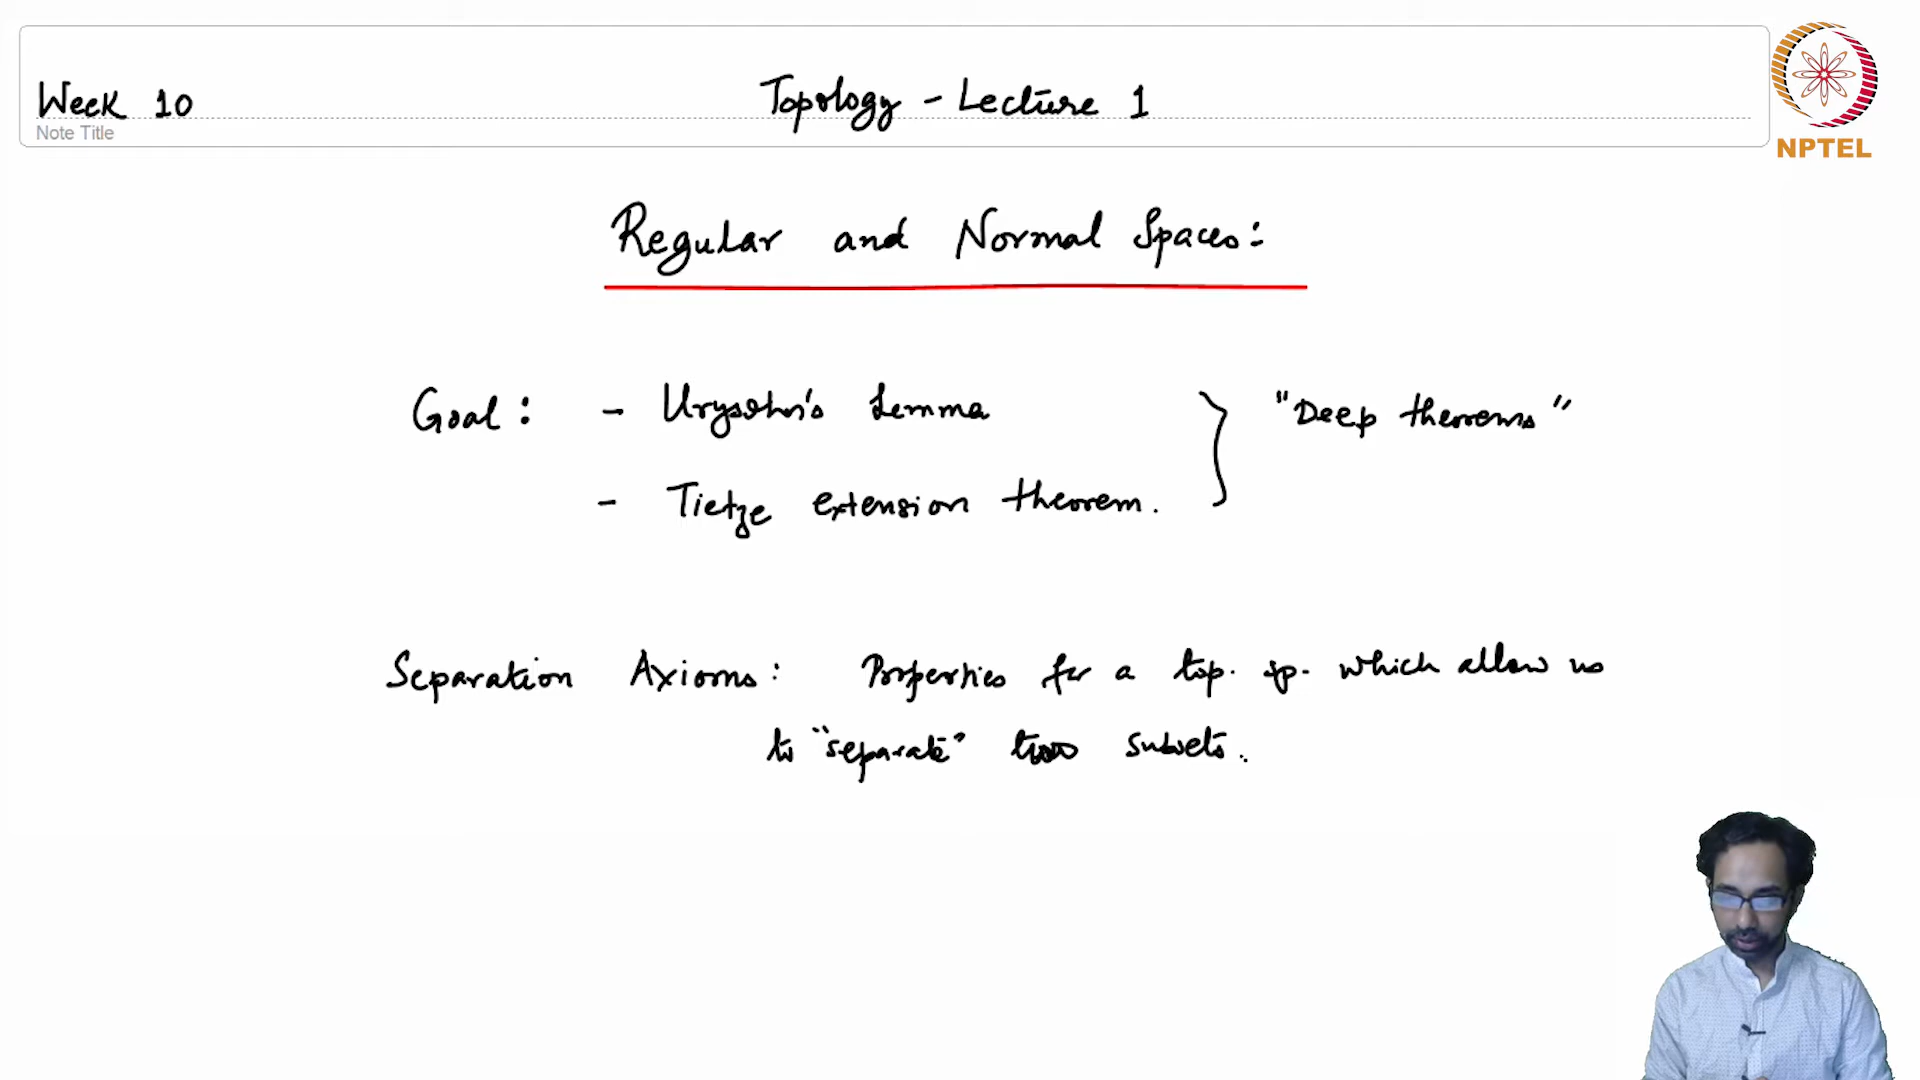 Week 10
Topology - Lecture 1
Note Title
NPTEL
Regular and Normal Spaces:
Goal: - Urysohn's Lemma
- Tietze extension theorem.
"Deep theorems"
Separation Axioms: Properties for a top. sp. which allow us
to "separate" two subsets.